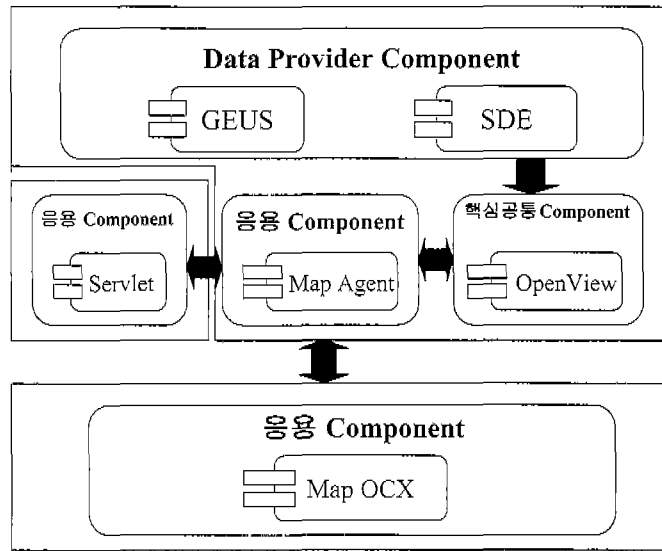 Data Provider Component
GEUS
SDE
응용 Component
Servlet
응용 Component
Map Agent
핵심공통 Component
OpenView
응용 Component
Map OCX